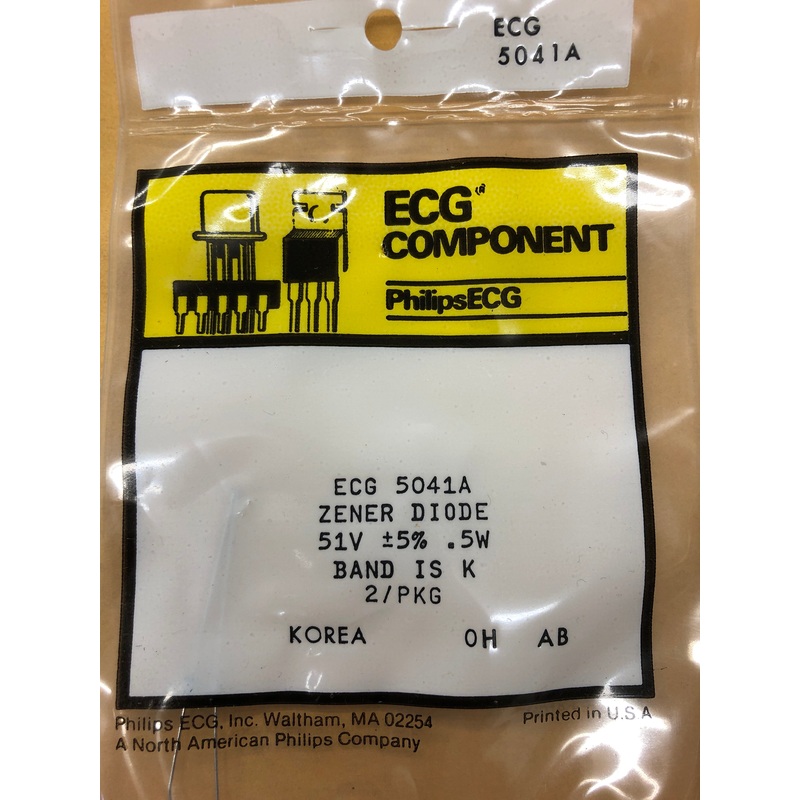 ECG
5041A
ECG®
COMPONENT
PhilipsECG
ECG 5041A
ZENER DIODE
51V ±5% .5W
BAND IS K
2/PKG
KOREA OH AB
Philips ECG, Inc. Waltham, MA 02254 Printed in U.S.A
A North American Philips Company